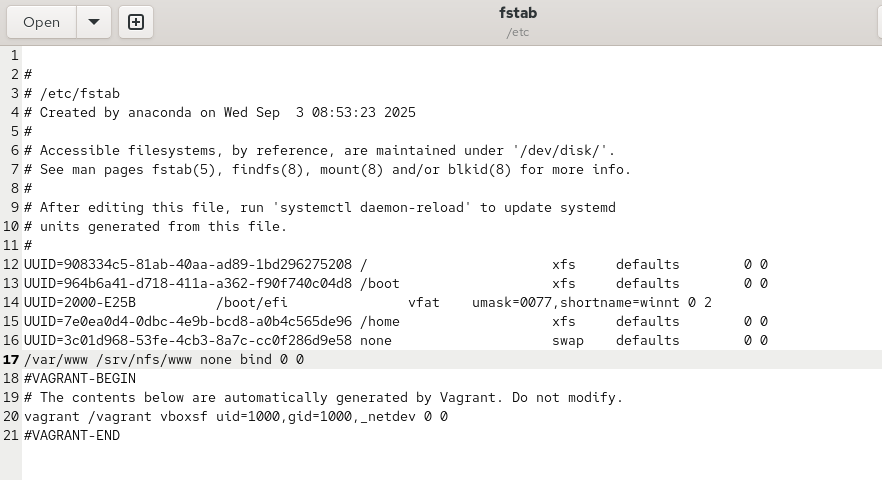 Open
fstab
/etc
1
2 #
3 # /etc/fstab
4 # Created by anaconda on Wed Sep  3 08:53:23 2025
5 #
6 # Accessible filesystems, by reference, are maintained under '/dev/disk/'.
7 # See man pages fstab(5), findfs(8), mount(8) and/or blkid(8) for more info.
8 #
9 # After editing this file, run 'systemctl daemon-reload' to update systemd
10 # units generated from this file.
11 #
12 UUID=908334c5-81ab-40aa-ad89-1bd296275208 /                       xfs     defaults        0 0
13 UUID=964b6a41-d718-411a-a362-f90f740c04d8 /boot                   xfs     defaults        0 0
14 UUID=2000-E25B          /boot/efi               vfat    umask=0077,shortname=winnt 0 2
15 UUID=7e0ea0d4-0dbc-4e9b-bcd8-a0b4c565de96 /home                   xfs     defaults        0 0
16 UUID=3c01d968-53fe-4cb3-8a7c-cc0f286d9e58 none                    swap    defaults        0 0
17 /var/www /srv/nfs/www none bind 0 0
18 #VAGRANT-BEGIN
19 # The contents below are automatically generated by Vagrant. Do not modify.
20 vagrant /vagrant vboxsf uid=1000,gid=1000,_netdev 0 0
21 #VAGRANT-END